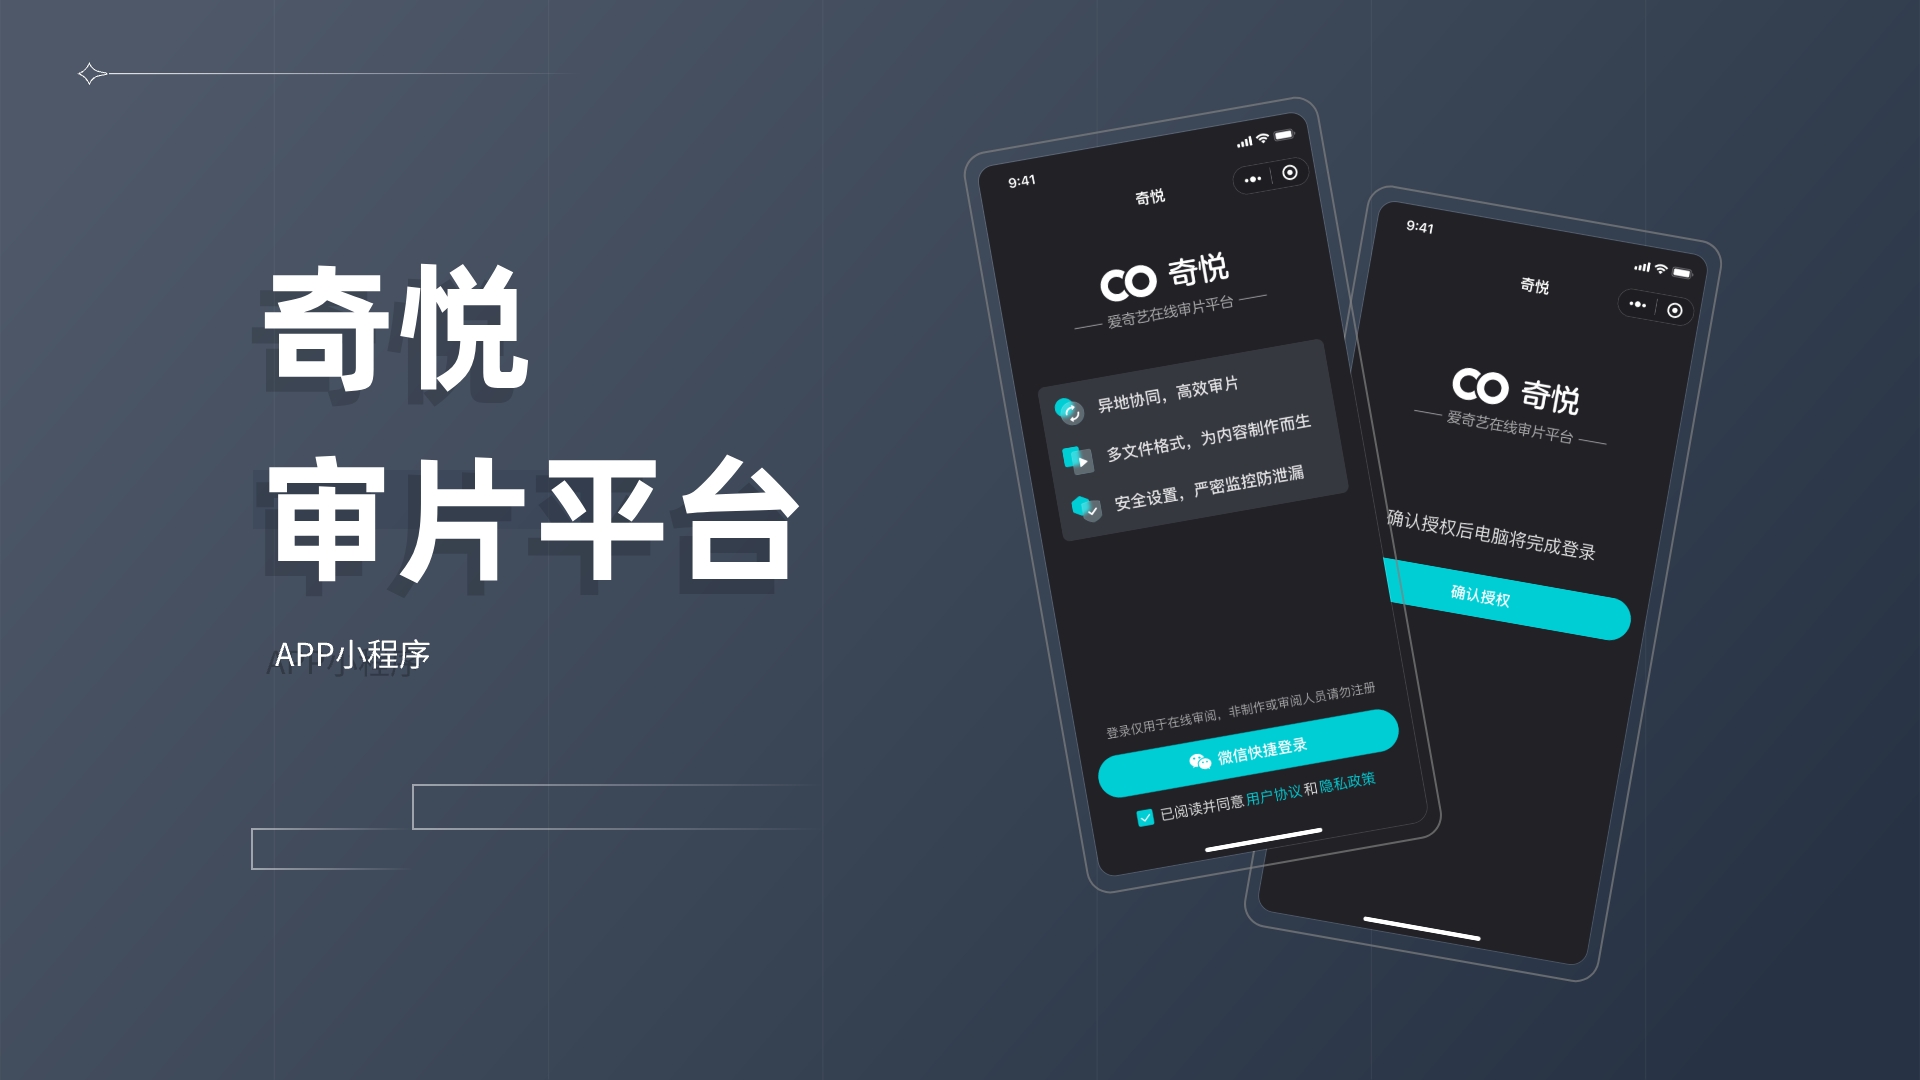 奇悦
审片平台
APP小程序
9:41
奇悦
奇悦
爱奇艺在线审片平台
异地协同，高效审片
多文件格式，为内容制作而生
安全设置，严密监控防泄漏
登录仅用于在线审阅，非制作或审阅人员请勿注册
微信快捷登录
已阅读并同意用户协议和隐私政策
9:41
奇悦
奇悦
爱奇艺在线审片平台
确认授权后电脑将完成登录
确认授权